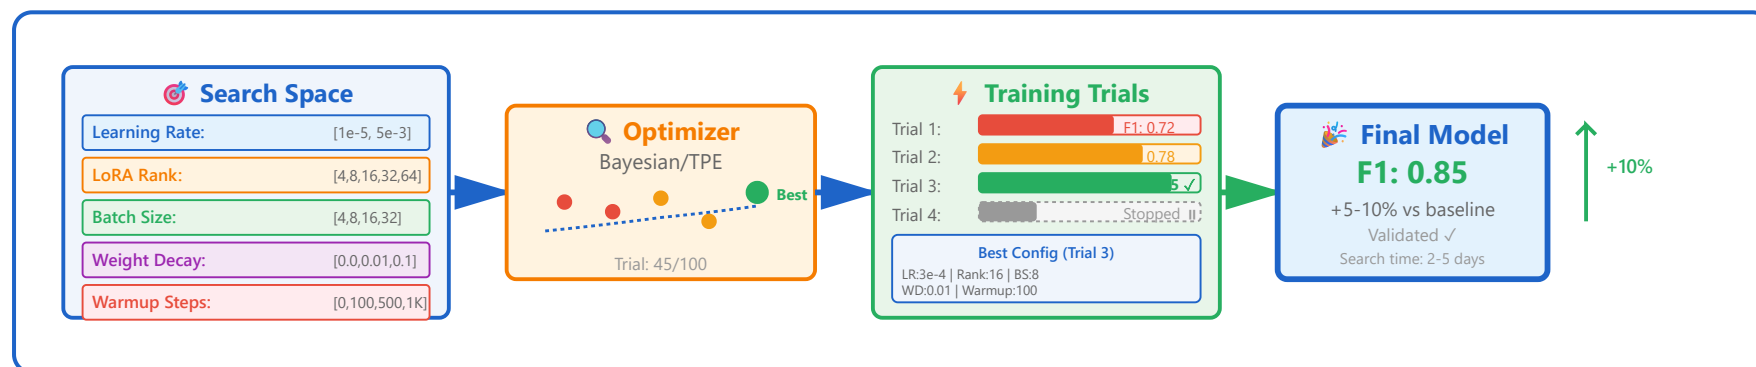 🎯 Search Space
Learning Rate: [1e-5, 5e-3]
LoRA Rank: [4,8,16,32,64]
Batch Size: [4,8,16,32]
Weight Decay: [0.0,0.01,0.1]
Warmup Steps: [0,100,500,1K]
🔍 Optimizer
Bayesian/TPE
Best
Trial: 45/100
⚡ Training Trials
Trial 1: F1: 0.72
Trial 2: 0.78
Trial 3: 5 ✓
Trial 4: Stopped ⏸
Best Config (Trial 3)
LR:3e-4 | Rank:16 | BS:8
WD:0.01 | Warmup:100
🎉 Final Model
F1: 0.85
+5-10% vs baseline
Validated ✓
Search time: 2-5 days
+10%